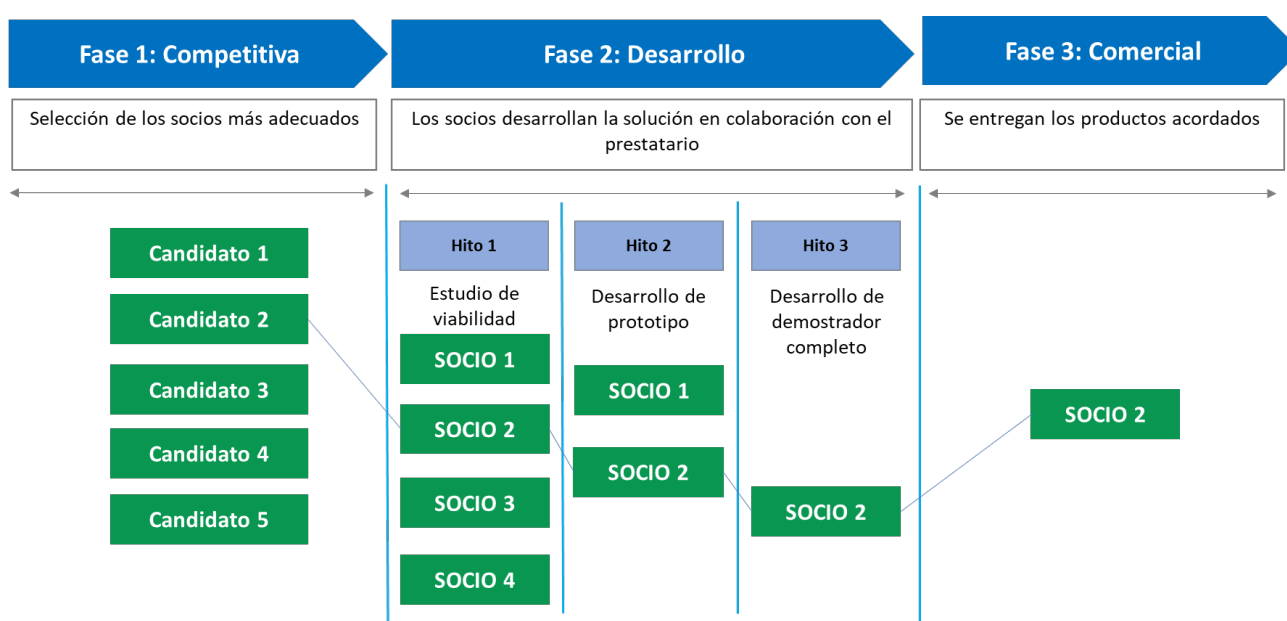 Fase 1: Competitiva
Fase 2: Desarrollo
Fase 3: Comercial
Selección de los socios más adecuados
Los socios desarrollan la solución en colaboración con el
prestatario
Se entregan los productos acordados
Candidato 1
Candidato 2
Candidato 3
Candidato 4
Candidato 5
Hito 1
Estudio de
viabilidad
SOCIO 1
SOCIO 2
SOCIO 3
SOCIO 4
Hito 2
Desarrollo de
prototipo
SOCIO 1
SOCIO 2
Hito 3
Desarrollo de
demostrador
completo
SOCIO 2
SOCIO 2